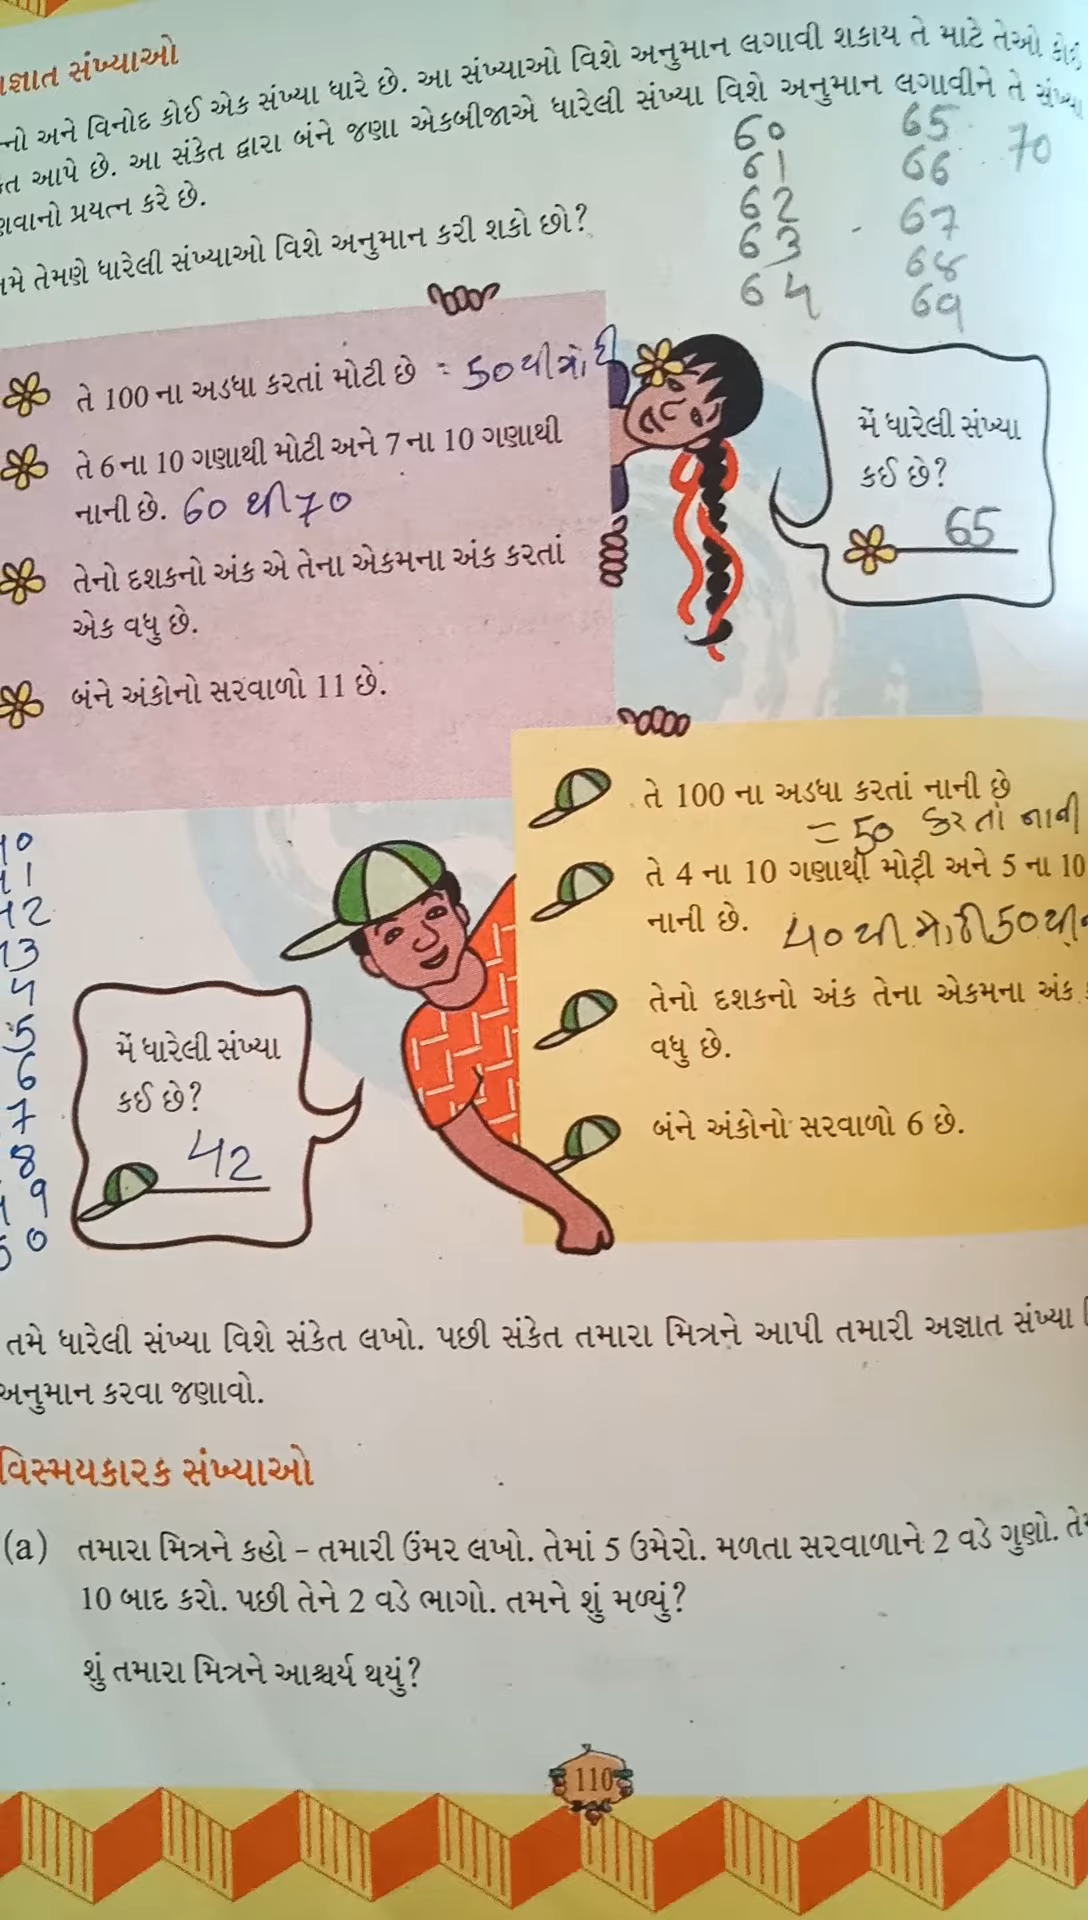 સંખ્યાઓ
અને વિનોદ કોઈ એક સંખ્યા ધારે છે. આ સંખ્યાઓ વિશે અનુમાન લગાવી શકાય તે માટે તેઓ
આપે છે. આ સંકેત દ્વારા બંને જણા એકબીજાએ ધારેલી સંખ્યા વિશે અનુમાન લગાવીને તે
પ્રયત્ન કરે છે.
તેમણે ધારેલી સંખ્યાઓ વિશે અનુમાન કરી શકો છો?
60 65 70
61 66
62 67
63 68
64 69
તે 100 ના અડધા કરતાં મોટી છે = 50 થી
તે 6 ના 10 ગણાથી મોટી અને 7 ના 10 ગણાથી
નાની છે. 60 થી 70
તેનો દશકનો અંક એ તેના એકમના અંક કરતાં
એક વધુ છે.
બંને અંકોનો સરવાળો 11 છે.
મેં ધારેલી સંખ્યા
કઈ છે?
65
તે 100 ના અડધા કરતાં નાની છે
= 50 કરતાં નાની
તે 4 ના 10 ગણાથી મોટી અને 5 ના 10
નાની છે. 40 થી મોટી 50 થી
તેનો દશકનો અંક તેના એકમના અંક
વધુ છે.
બંને અંકોનો સરવાળો 6 છે.
મેં ધારેલી સંખ્યા
કઈ છે?
42
તમે ધારેલી સંખ્યા વિશે સંકેત લખો. પછી સંકેત તમારા મિત્રને આપી તમારી અજ્ઞાત સંખ્યા
અનુમાન કરવા જણાવો.
વિસ્મયકારક સંખ્યાઓ
(a) તમારા મિત્રને કહો – તમારી ઉંમર લખો. તેમાં 5 ઉમેરો. મળતા સરવાળાને 2 વડે ગુણો.
10 બાદ કરો. પછી તેને 2 વડે ભાગો. તમને શું મળ્યું?
શું તમારા મિત્રને આશ્ચર્ય થયું?
110